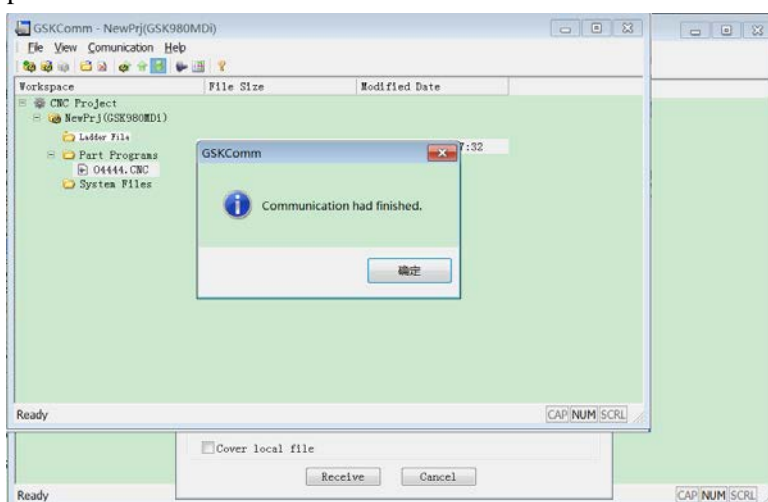 GSKComm - NewPrj(GSK980MDi)
File View Comunication Help
Workspace File Size Modified Date
CNC Project
NewPrj(GSK980MDi)
Ladder File
Part Programs
O4444.CNC
System Files
7:32
GSKComm
Communication had finished.
确定
Ready
CAP NUM SCRL
Cover local file
Receive Cancel
Ready
CAP NUM SCRL